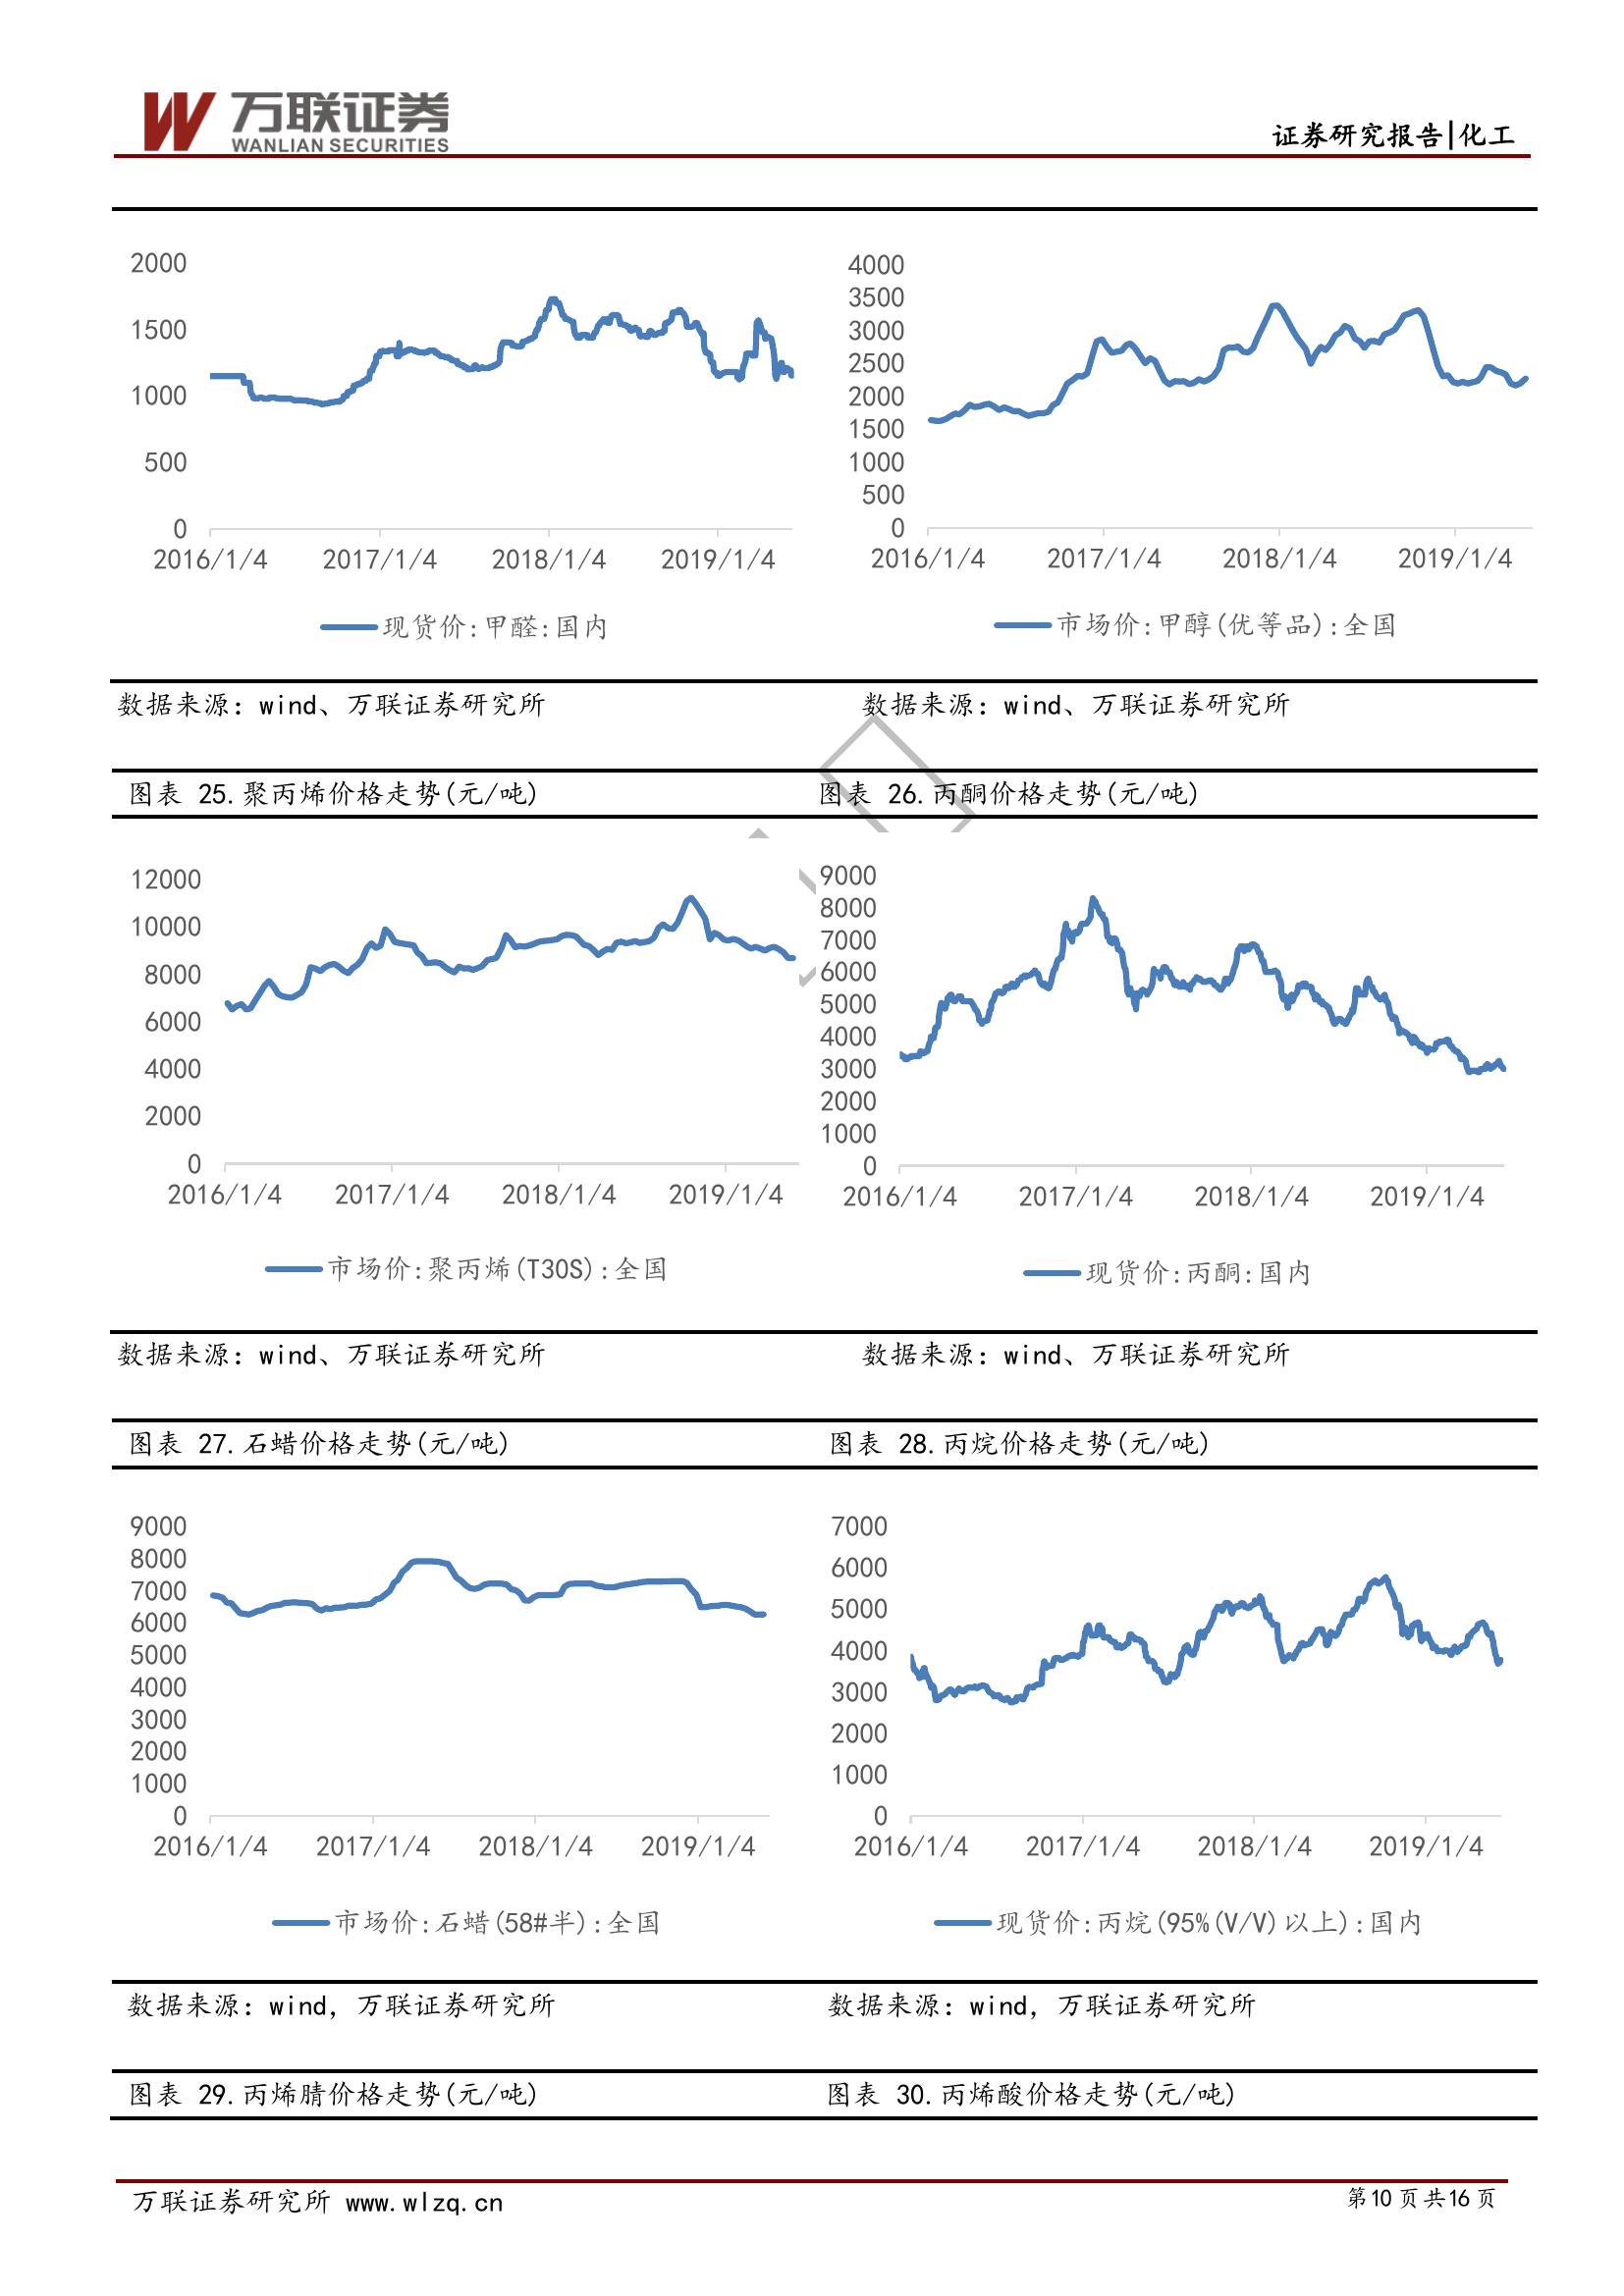 万联证券
WANLIAN SECURITIES
证券研究报告|化工
2000
1500
1000
500
0
2016/1/4 2017/1/4 2018/1/4 2019/1/4
现货价:甲醛:国内
4000
3500
3000
2500
2000
1500
1000
500
0
2016/1/4 2017/1/4 2018/1/4 2019/1/4
市场价:甲醇(优等品):全国
数据来源：wind、万联证券研究所
数据来源：wind、万联证券研究所
图表 25.聚丙烯价格走势(元/吨)
图表 26.丙酮价格走势(元/吨)
12000
10000
8000
6000
4000
2000
0
2016/1/4 2017/1/4 2018/1/4 2019/1/4
市场价:聚丙烯(T30S):全国
9000
8000
7000
6000
5000
4000
3000
2000
1000
0
2016/1/4 2017/1/4 2018/1/4 2019/1/4
现货价:丙酮:国内
数据来源：wind、万联证券研究所
数据来源：wind、万联证券研究所
图表 27.石蜡价格走势(元/吨)
图表 28.丙烷价格走势(元/吨)
9000
8000
7000
6000
5000
4000
3000
2000
1000
0
2016/1/4 2017/1/4 2018/1/4 2019/1/4
市场价:石蜡(58#半):全国
7000
6000
5000
4000
3000
2000
1000
0
2016/1/4 2017/1/4 2018/1/4 2019/1/4
现货价:丙烷(95%(V/V)以上):国内
数据来源：wind，万联证券研究所
数据来源：wind，万联证券研究所
图表 29.丙烯腈价格走势(元/吨)
图表 30.丙烯酸价格走势(元/吨)
万联证券研究所 www.wlzq.cn
第10页共16页